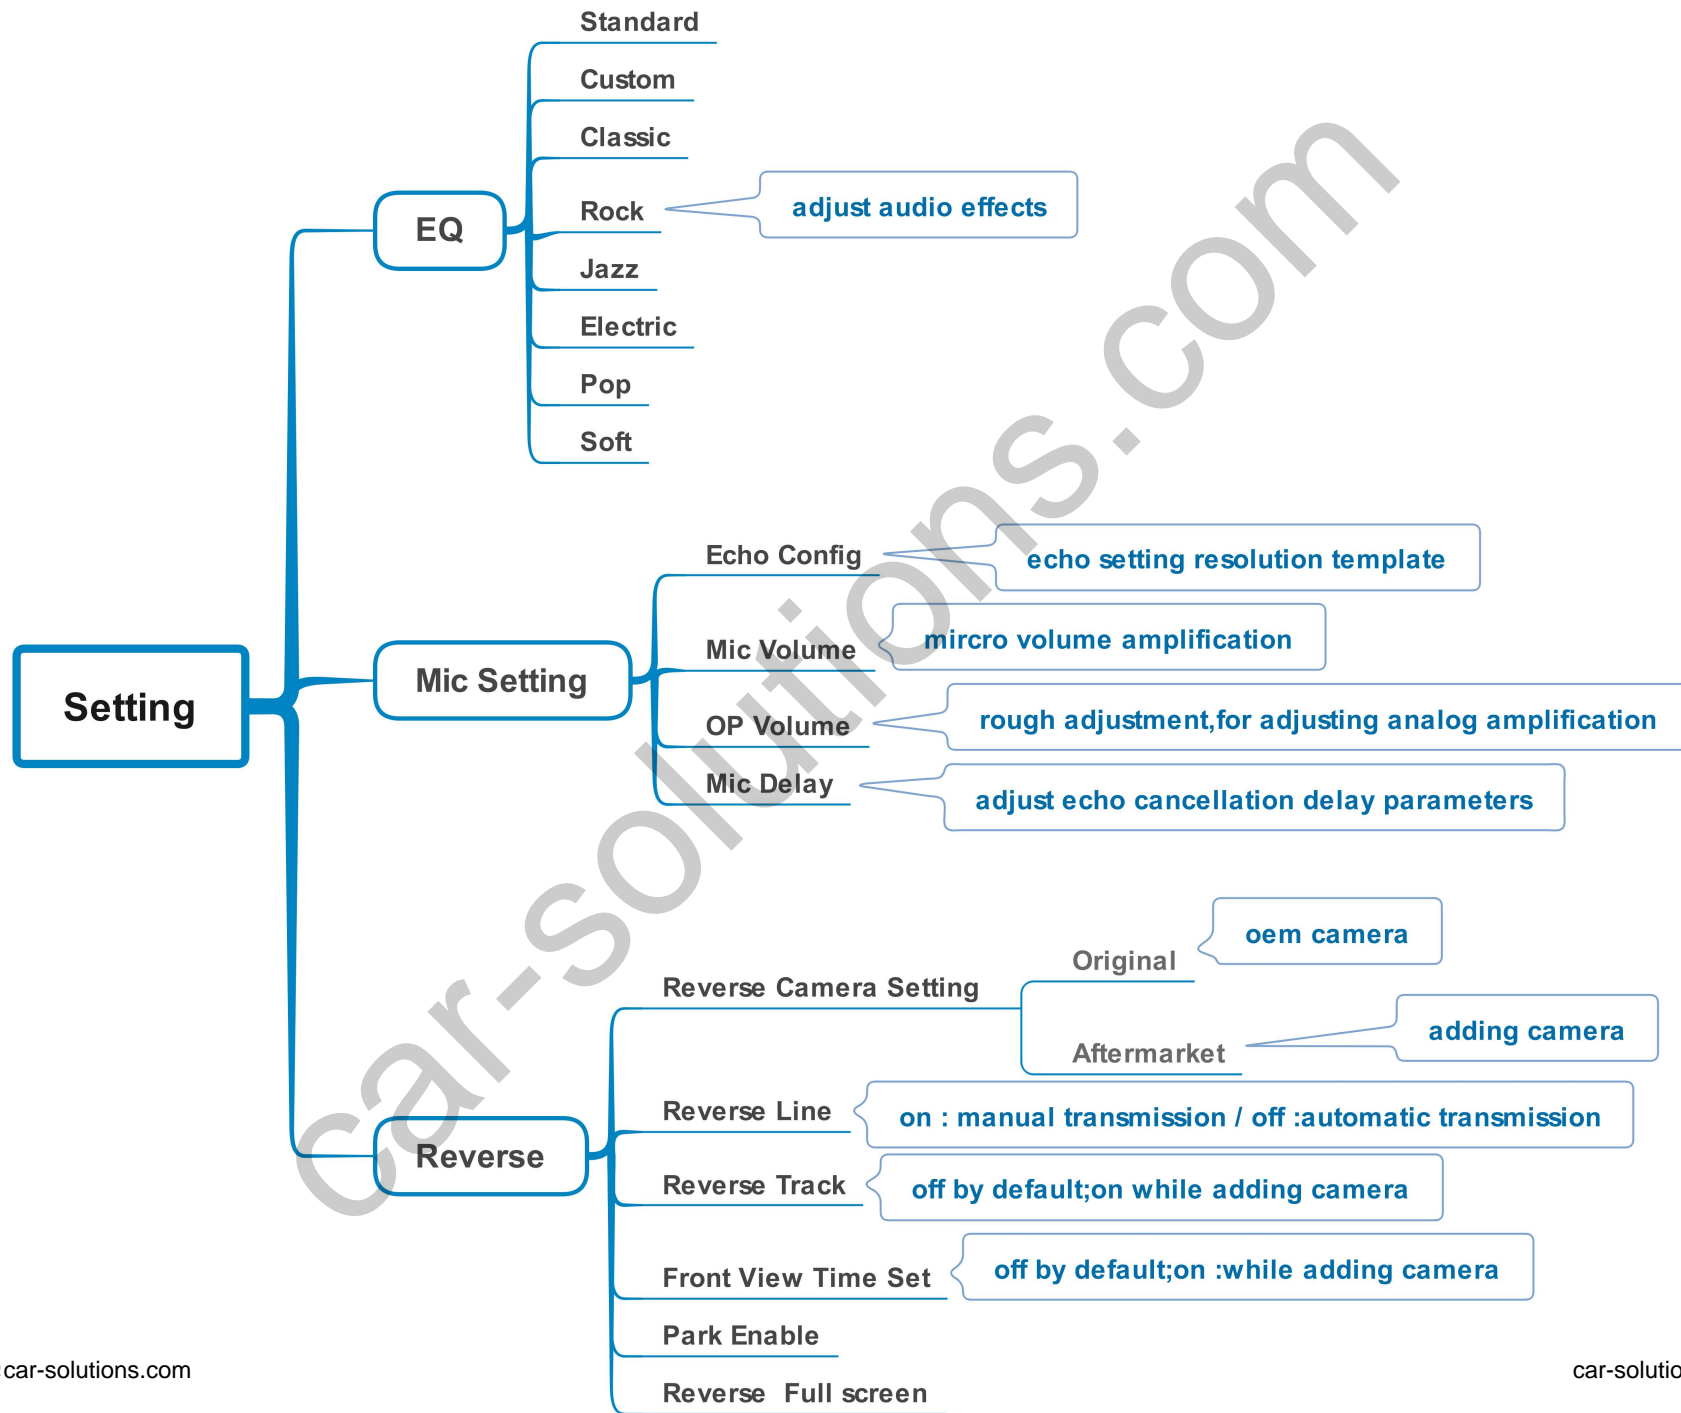 Standard
Custom
Classic
EQ
Rock
adjust audio effects
Jazz
Electric
Pop
Soft
Setting
Mic Setting
Echo Config
echo setting resolution template
Mic Volume
mircro volume amplification
OP Volume
rough adjustment,for adjusting analog amplification
Mic Delay
adjust echo cancellation delay parameters
Reverse
Reverse Camera Setting
Original
oem camera
Aftermarket
adding camera
Reverse Line
on : manual transmission / off :automatic transmission
Reverse Track
off by default;on while adding camera
Front View Time Set
off by default;on :while adding camera
Park Enable
Reverse Full screen
car-solutions.com
car-solutions.com
car-solutio